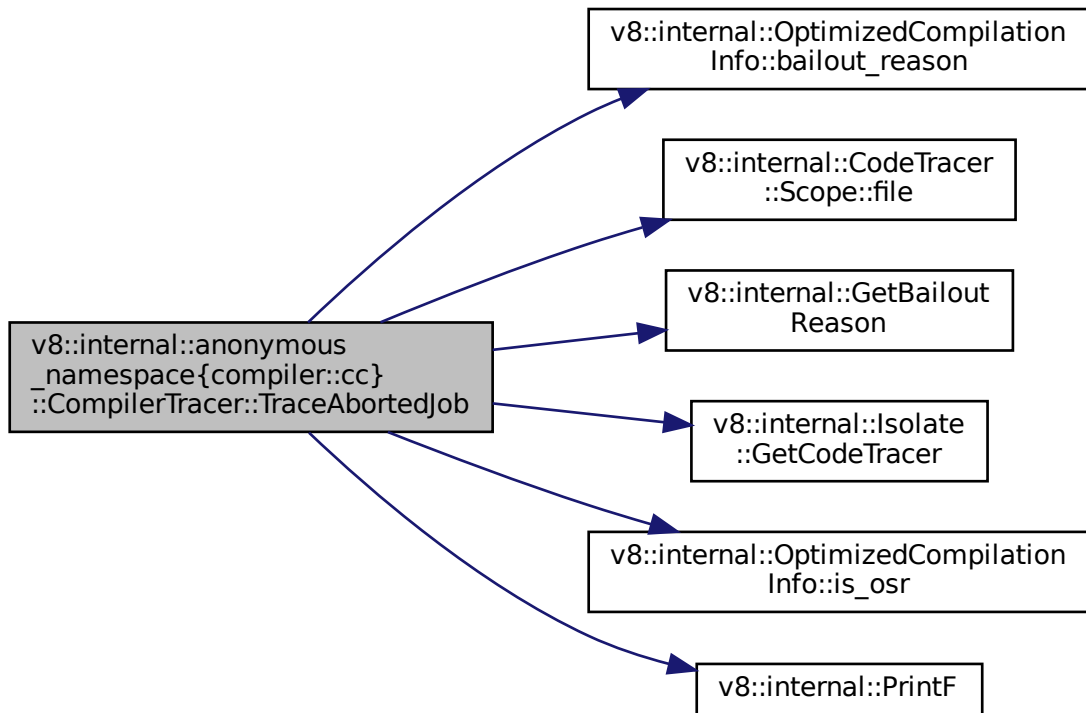 v8::internal::OptimizedCompilation
Info::bailout_reason
v8::internal::CodeTracer
::Scope::file
v8::internal::GetBailout
Reason
v8::internal::anonymous
_namespace{compiler::cc}
::CompilerTracer::TraceAbortedJob
v8::internal::Isolate
::GetCodeTracer
v8::internal::OptimizedCompilation
Info::is_osr
v8::internal::PrintF